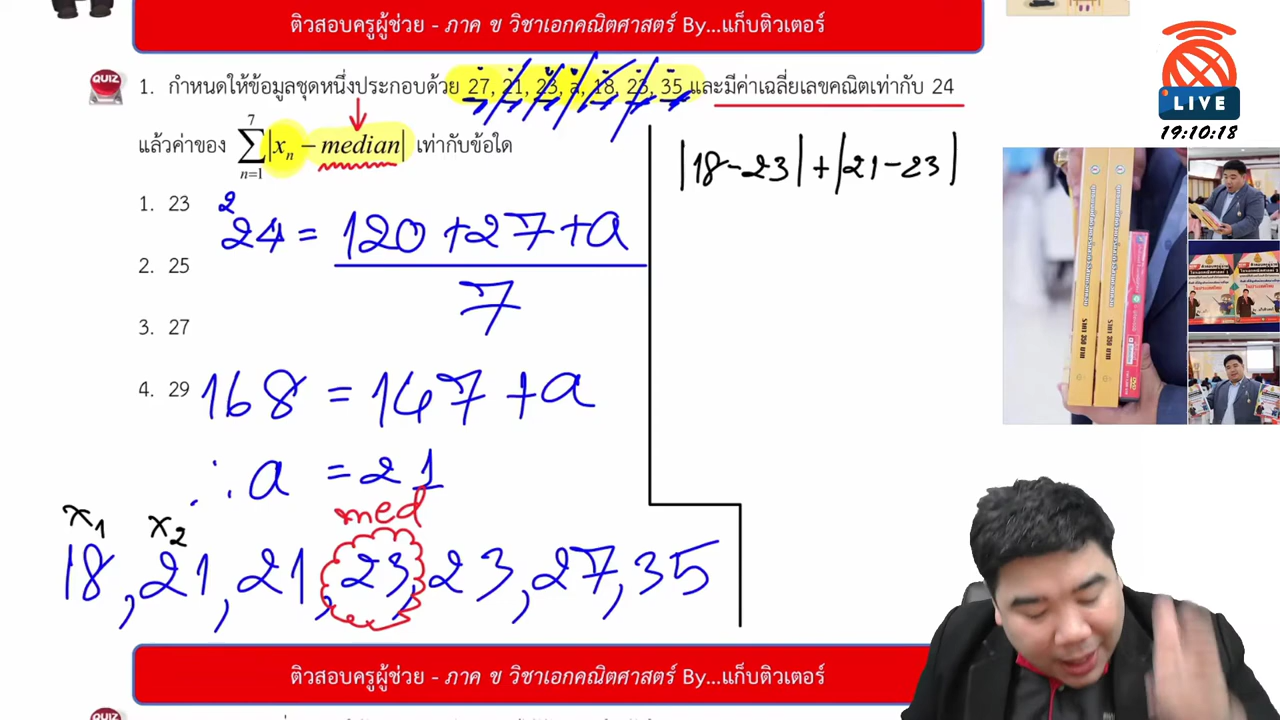 ติวสอบครูผู้ช่วย - ภาค ข วิชาเอกคณิตศาสตร์ By...แก็บติวเตอร์
QUIZ
1. กำหนดให้ข้อมูลชุดหนึ่งประกอบด้วย 27, 21, 23, a, 18, 23, 35 และมีค่าเฉลี่ยเลขคณิตเท่ากับ 24
แล้วค่าของ 7∑n=1 |xn − median| เท่ากับข้อใด
1. 23
2. 25
3. 27
4. 29
2
24 = 120 + 27 + a
7
168 = 147 + a
∴ a = 21
med
x1 x2
18, 21, 21, 23, 23, 27, 35
|18-23| + |21-23|
LIVE
19:10:18
ติวสอบครูผู้ช่วย - ภาค ข วิชาเอกคณิตศาสตร์ By...แก็บติวเตอร์
QUIZ